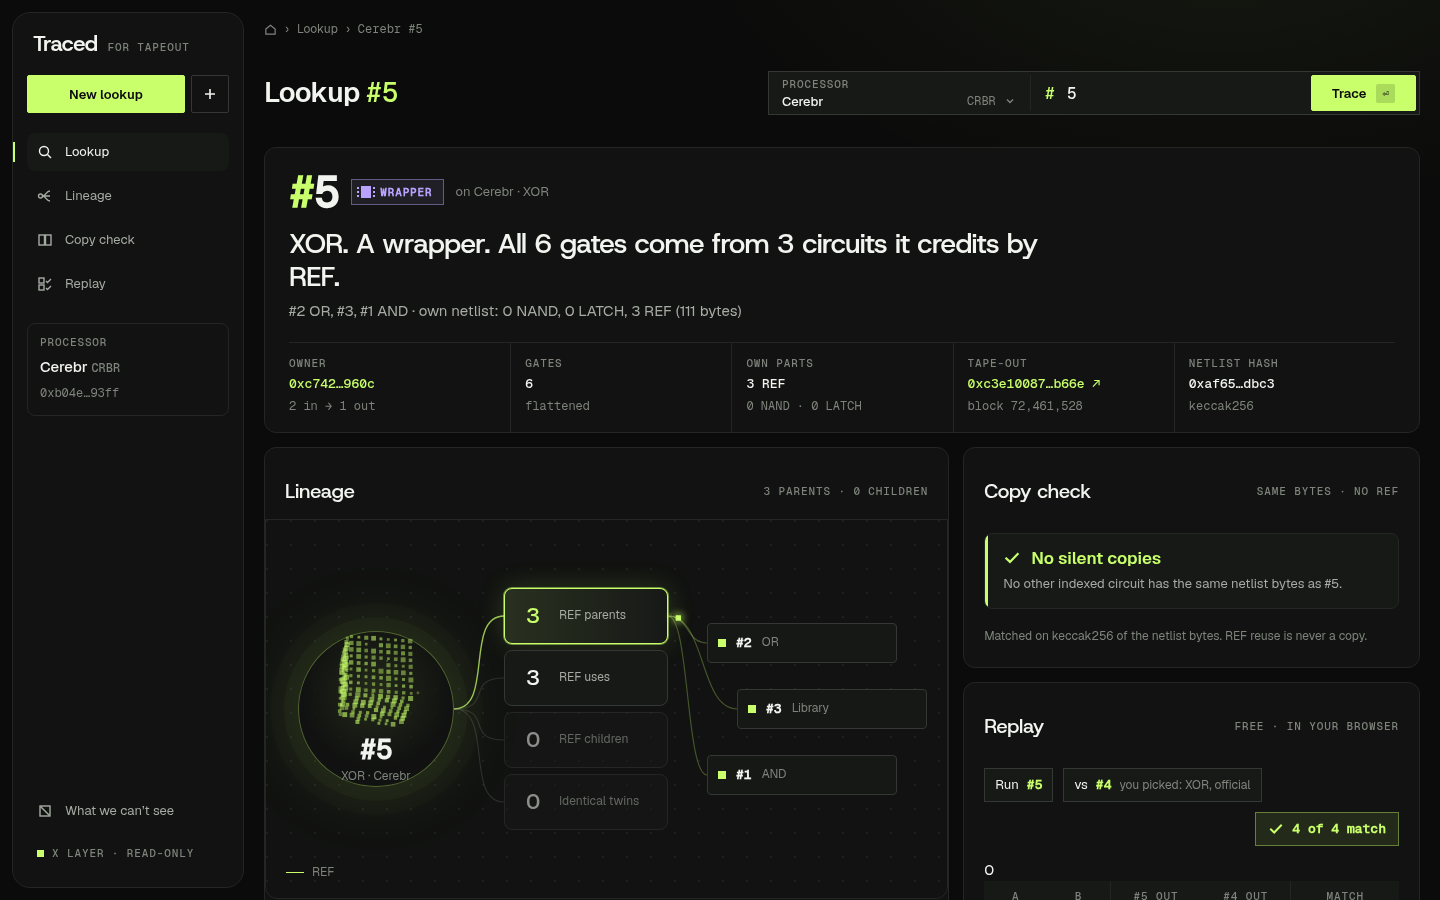 Traced FOR TAPEOUT
New lookup +
Lookup
Lineage
Copy check
Replay
PROCESSOR
Cerebr CRBR
0xb04e…93ff
What we can't see
X LAYER · READ-ONLY
› Lookup › Cerebr #5
Lookup #5
PROCESSOR
Cerebr CRBR
# 5
Trace ⏎
#5 WRAPPER on Cerebr · XOR
XOR. A wrapper. All 6 gates come from 3 circuits it credits by
REF.
#2 OR, #3, #1 AND · own netlist: 0 NAND, 0 LATCH, 3 REF (111 bytes)
OWNER
0xc742…960c
2 in → 1 out
GATES
6
flattened
OWN PARTS
3 REF
0 NAND · 0 LATCH
TAPE-OUT
0xc3e10087…b66e ↗
block 72,461,528
NETLIST HASH
0xaf65…dbc3
keccak256
Lineage
3 PARENTS · 0 CHILDREN
#5
XOR · Cerebr
3 REF parents
3 REF uses
0 REF children
0 Identical twins
#2 OR
#3 Library
#1 AND
REF
Copy check
SAME BYTES · NO REF
No silent copies
No other indexed circuit has the same netlist bytes as #5.
Matched on keccak256 of the netlist bytes. REF reuse is never a copy.
Replay
FREE · IN YOUR BROWSER
Run #5
vs #4 you picked: XOR, official
4 of 4 match
0
A B #5 OUT #4 OUT MATCH